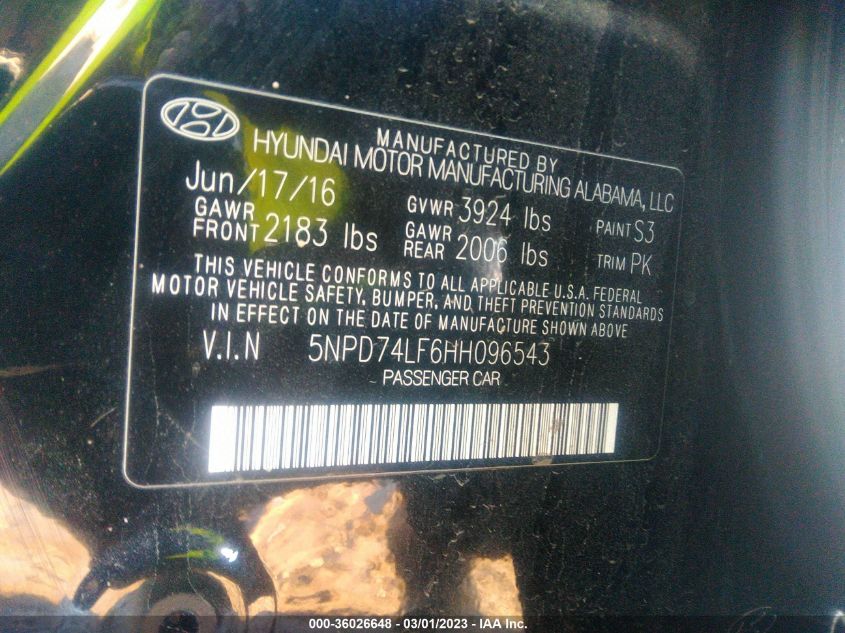 MANUFACTURED BY
HYUNDAI MOTOR MANUFACTURING ALABAMA, LLC
Jun/17/16 GVWR 3924 lbs PAINT S3
GAWR FRONT 2183 lbs GAWR REAR 2006 lbs TRIM PK
THIS VEHICLE CONFORMS TO ALL APPLICABLE U.S.A. FEDERAL
MOTOR VEHICLE SAFETY, BUMPER, AND THEFT PREVENTION STANDARDS
IN EFFECT ON THE DATE OF MANUFACTURE SHOWN ABOVE
V.I.N 5NPD74LF6HH096543
PASSENGER CAR
000-36026648 - 03/01/2023 - IAA Inc.